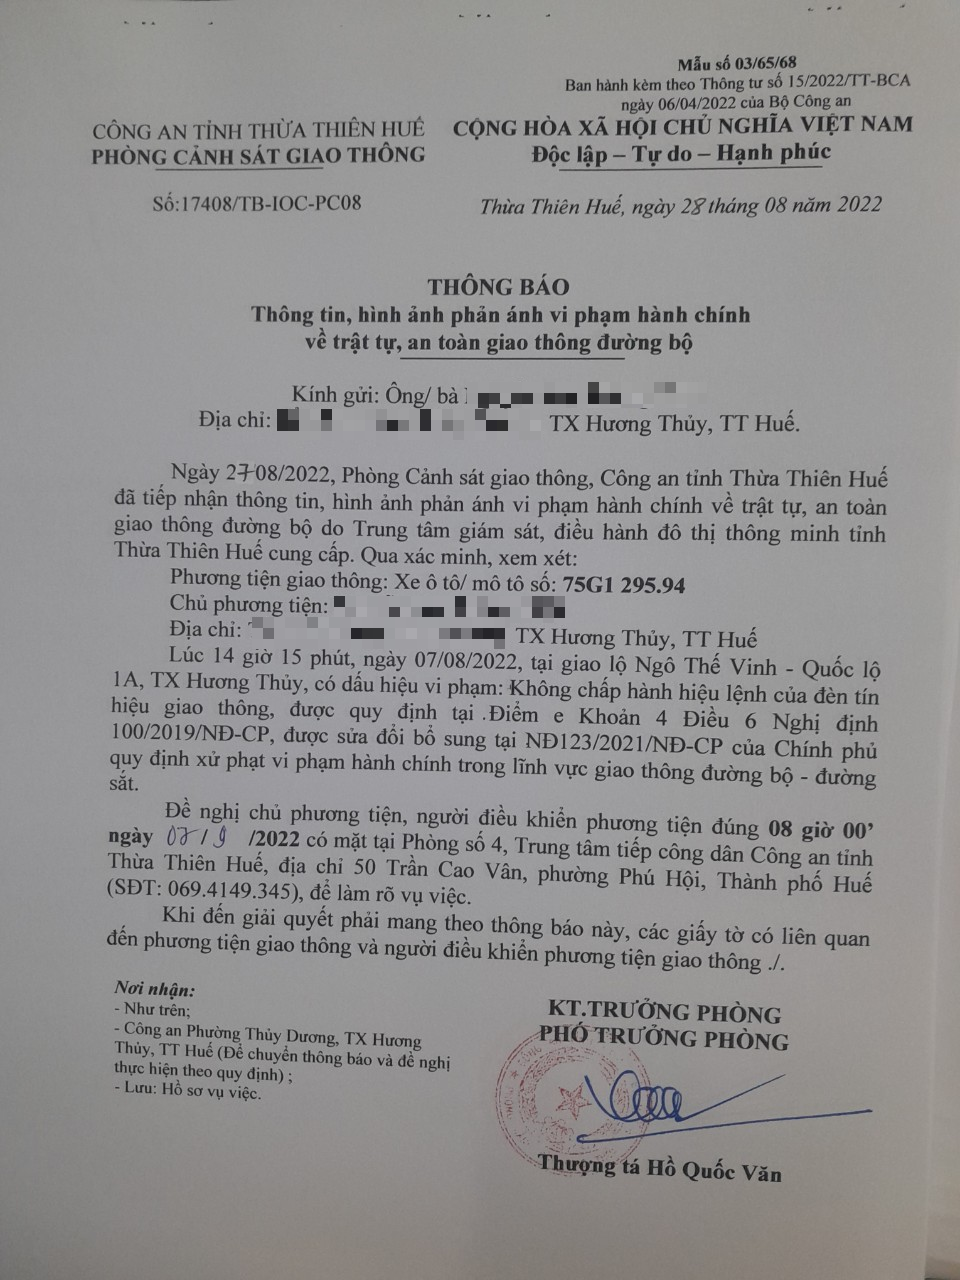 Mẫu số 03/65/68
Ban hành kèm theo Thông tư số 15/2022/TT-BCA
ngày 06/04/2022 của Bộ Công an
CÔNG AN TỈNH THỪA THIÊN HUẾ
PHÒNG CẢNH SÁT GIAO THÔNG
CỘNG HÒA XÃ HỘI CHỦ NGHĨA VIỆT NAM
Độc lập – Tự do – Hạnh phúc
Số:17408/TB-IOC-PC08
Thừa Thiên Huế, ngày 28 tháng 08 năm 2022
THÔNG BÁO
Thông tin, hình ảnh phản ánh vi phạm hành chính
về trật tự, an toàn giao thông đường bộ
Kính gửi: Ông/ bà
Địa chỉ: TX Hương Thủy, TT Huế.
Ngày 27 08/2022, Phòng Cảnh sát giao thông, Công an tỉnh Thừa Thiên Huế
đã tiếp nhận thông tin, hình ảnh phản ánh vi phạm hành chính về trật tự, an toàn
giao thông đường bộ do Trung tâm giám sát, điều hành đô thị thông minh tỉnh
Thừa Thiên Huế cung cấp. Qua xác minh, xem xét:
Phương tiện giao thông: Xe ô tô/ mô tô số: 75G1 295.94
Chủ phương tiện:
Địa chỉ: TX Hương Thủy, TT Huế
Lúc 14 giờ 15 phút, ngày 07/08/2022, tại giao lộ Ngô Thế Vinh - Quốc lộ
1A, TX Hương Thủy, có dấu hiệu vi phạm: Không chấp hành hiệu lệnh của đèn tín
hiệu giao thông, được quy định tại .Điểm e Khoản 4 Điều 6 Nghị định
100/2019/NĐ-CP, được sửa đổi bổ sung tại NĐ123/2021/NĐ-CP của Chính phủ
quy định xử phạt vi phạm hành chính trong lĩnh vực giao thông đường bộ - đường
sắt.
Đề nghị chủ phương tiện, người điều khiển phương tiện đúng 08 giờ 00’
ngày 07/9 /2022 có mặt tại Phòng số 4, Trung tâm tiếp công dân Công an tỉnh
Thừa Thiên Huế, địa chỉ 50 Trần Cao Vân, phường Phú Hội, Thành phố Huế
(SĐT: 069.4149.345), để làm rõ vụ việc.
Khi đến giải quyết phải mang theo thông báo này, các giấy tờ có liên quan
đến phương tiện giao thông và người điều khiển phương tiện giao thông ./.
Nơi nhận:
- Như trên;
- Công an Phường Thủy Dương, TX Hương
Thủy, TT Huế (Để chuyển thông báo và đề nghị
thực hiện theo quy định) ;
- Lưu: Hồ sơ vụ việc.
KT.TRƯỞNG PHÒNG
PHÓ TRƯỞNG PHÒNG
Thượng tá Hồ Quốc Văn